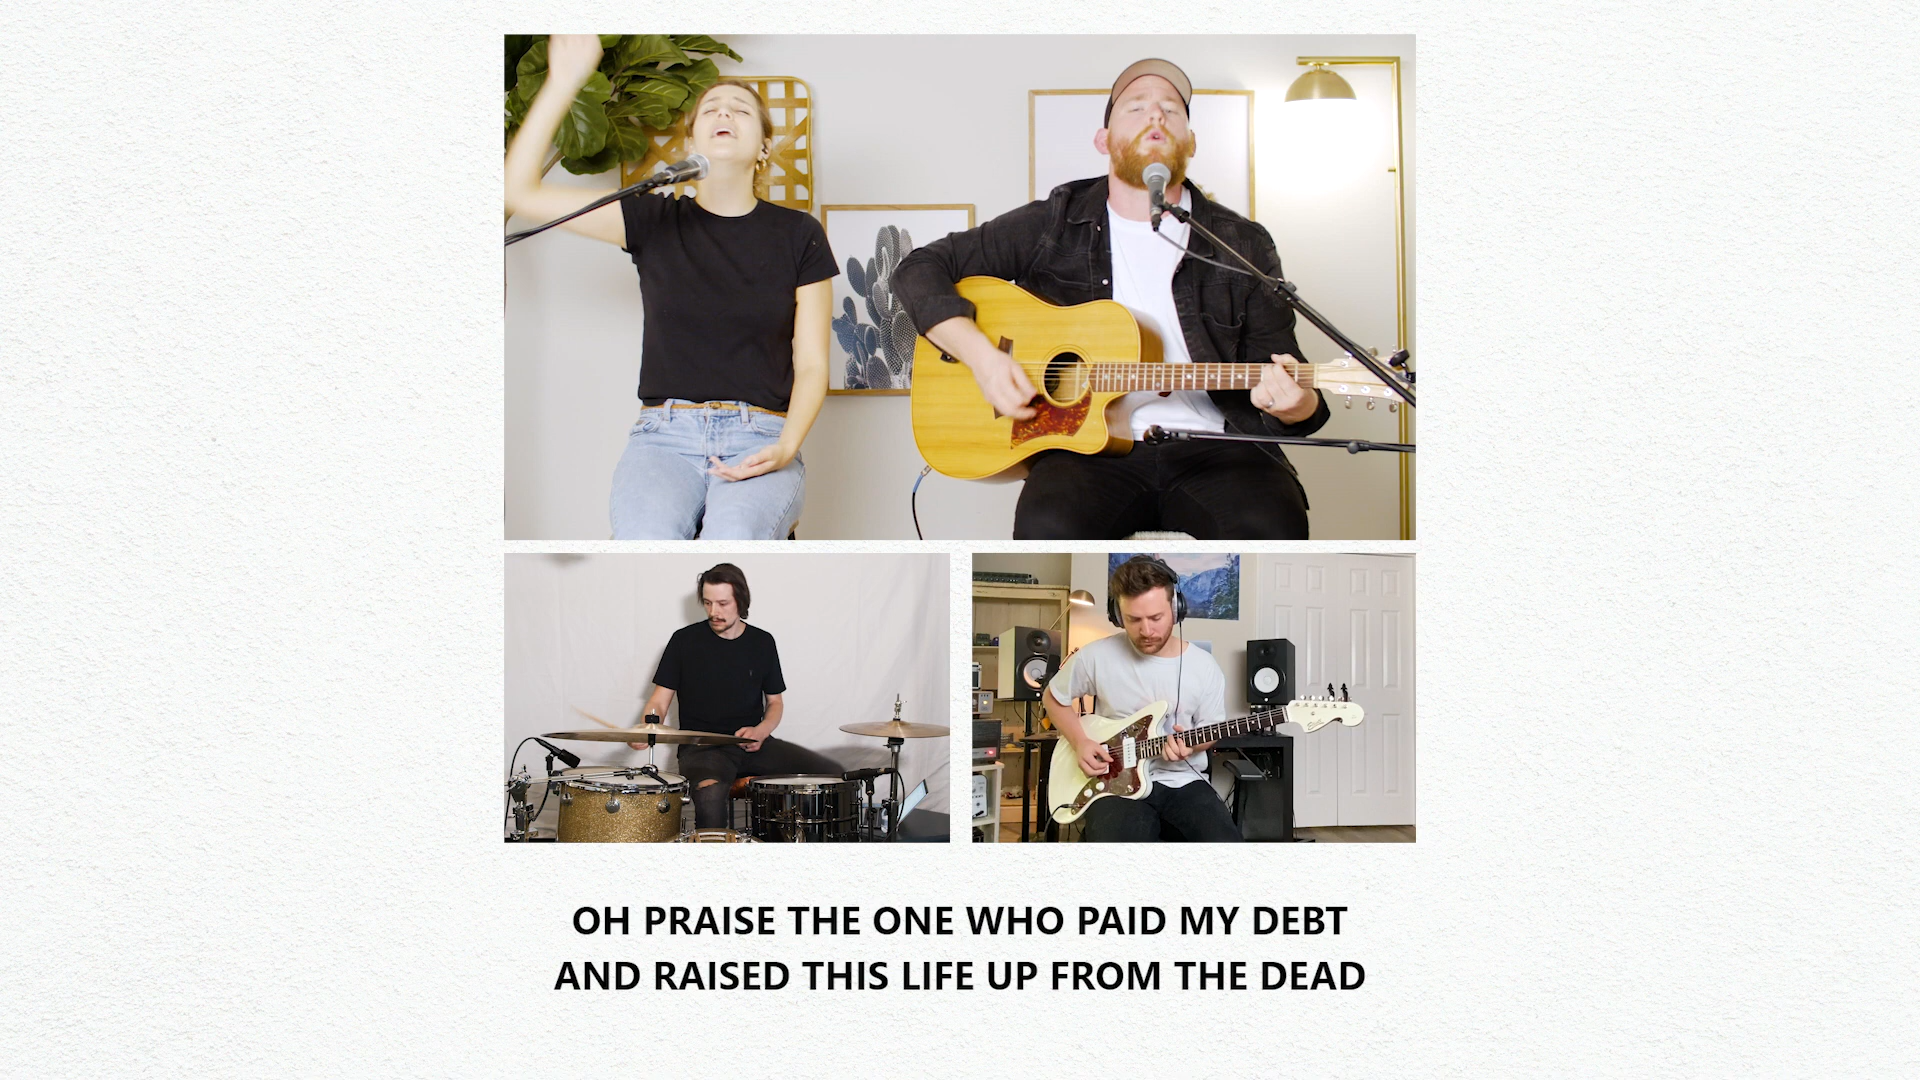 OH PRAISE THE ONE WHO PAID MY DEBT
AND RAISED THIS LIFE UP FROM THE DEAD